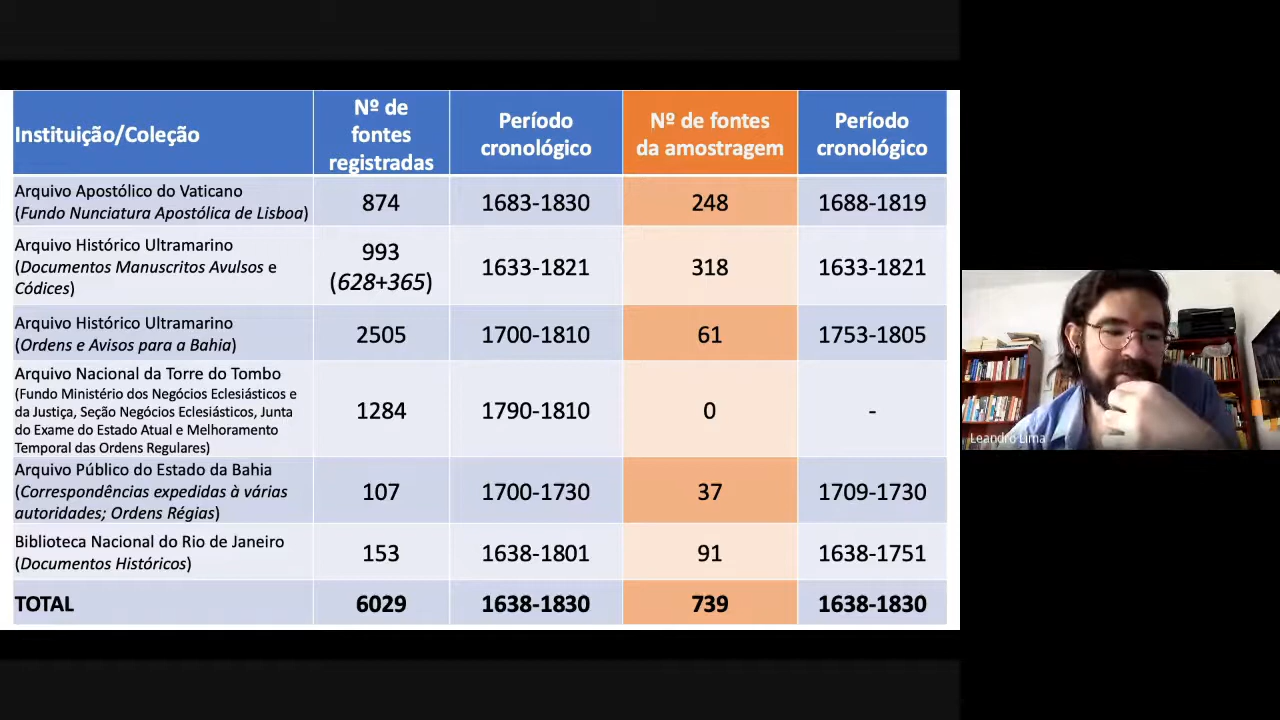 Instituição/Coleção
Nº de
fontes
registradas
Período
cronológico
Nº de fontes
da amostragem
Período
cronológico
Arquivo Apostólico do Vaticano
(Fundo Nunciatura Apostólica de Lisboa)
874
1683-1830
248
1688-1819
Arquivo Histórico Ultramarino
(Documentos Manuscritos Avulsos e
Códices)
993
(628+365)
1633-1821
318
1633-1821
Arquivo Histórico Ultramarino
(Ordens e Avisos para a Bahia)
2505
1700-1810
61
1753-1805
Arquivo Nacional da Torre do Tombo
(Fundo Ministério dos Negócios Eclesiásticos e
da Justiça, Seção Negócios Eclesiásticos, Junta
do Exame do Estado Atual e Melhoramento
Temporal das Ordens Regulares)
1284
1790-1810
0
-
Arquivo Público do Estado da Bahia
(Correspondências expedidas à várias
autoridades; Ordens Régias)
107
1700-1730
37
1709-1730
Biblioteca Nacional do Rio de Janeiro
(Documentos Históricos)
153
1638-1801
91
1638-1751
TOTAL
6029
1638-1830
739
1638-1830
Leandro Lima